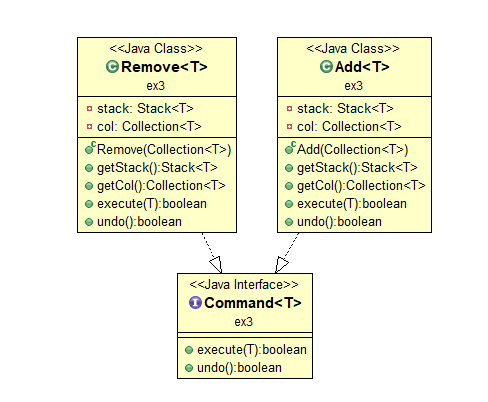 <<Java Class>>
Remove<T>
ex3
stack: Stack<T>
col: Collection<T>
Remove(Collection<T>)
getStack():Stack<T>
getCol():Collection<T>
execute(T):boolean
undo():boolean
<<Java Class>>
Add<T>
ex3
stack: Stack<T>
col: Collection<T>
Add(Collection<T>)
getStack():Stack<T>
getCol():Collection<T>
execute(T):boolean
undo():boolean
<<Java Interface>>
Command<T>
ex3
execute(T):boolean
undo():boolean